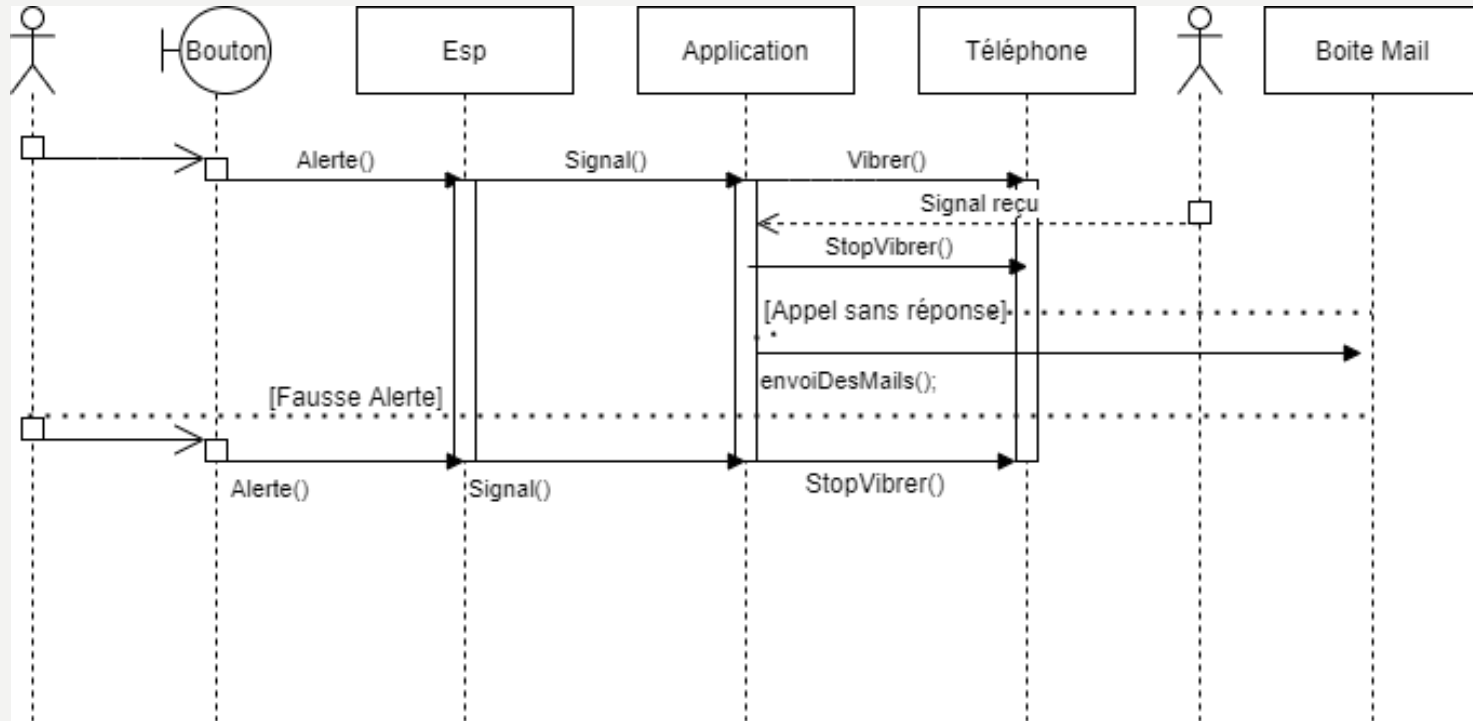 Bouton
Esp
Application
Téléphone
Boite Mail
Alerte()
Signal()
Vibrer()
Signal reçu
StopVibrer()
[Appel sans réponse]
envoiDesMails();
[Fausse Alerte]
Alerte()
Signal()
StopVibrer()